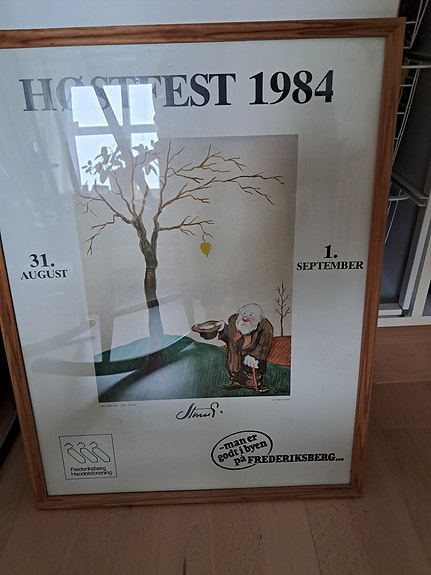 HØSTFEST 1984
31.
AUGUST
1.
SEPTEMBER
Frederiksberg
Handelsforening
-man er
godt i byen
på FREDERIKSBERG...